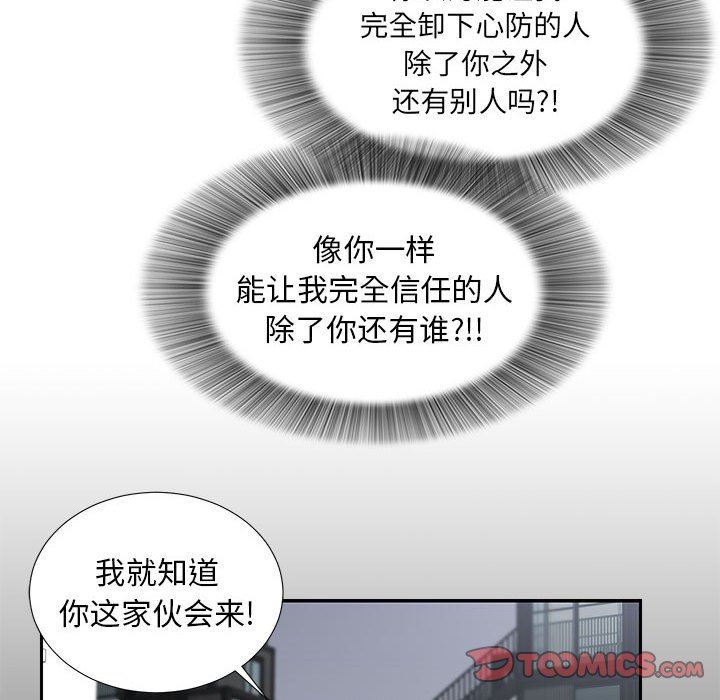 完全卸下心防的人
除了你之外
还有别人吗?!
像你一样
能让我完全信任的人
除了你还有谁?!!
我就知道
你这家伙会来!
TOOMICS.COM